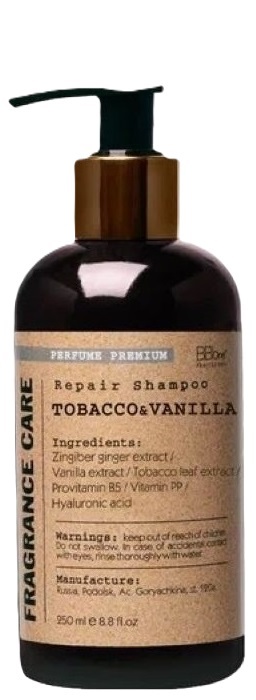 PERFUME PREMIUM
BBone
Repair Shampoo
TOBACCO&VANILLA
FRAGRANCE CARE
Ingredients:
Zingiber ginger extract /
Vanilla extract / Tobacco leaf extract /
Provitamin B5 / Vitamin PP /
Hyaluronic acid
Warnings: keep out of reach of children.
Do not swallow. In case of accidental contact
with eyes, rinse thoroughly with water.
Manufacture:
Russia, Podolsk, Ac. Goryachkina, st.
250 ml e 8.8 fl.oz